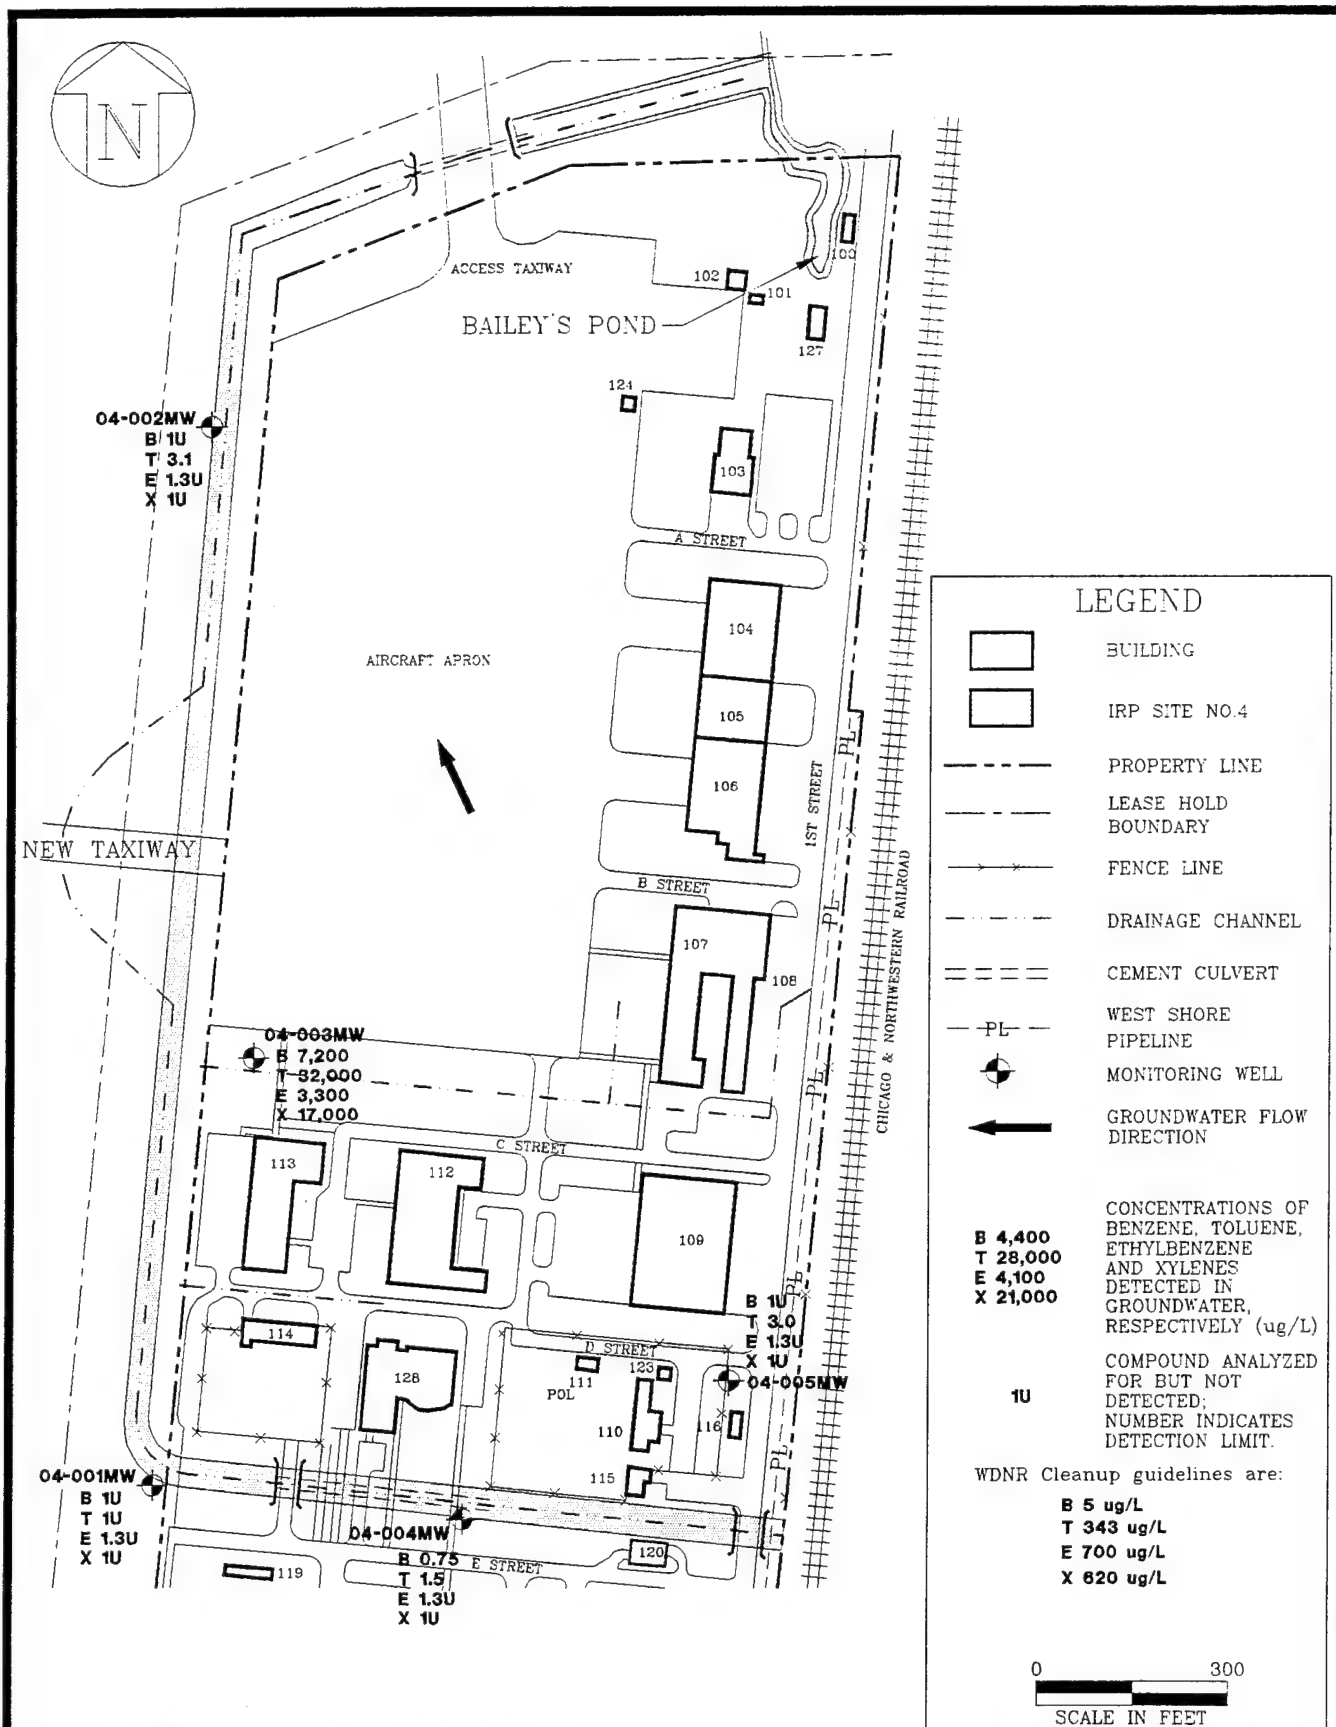 N
ACCESS TAXIWAY
102
101
100
BAILEY'S POND
127
124
04-002MW
B 1U
T 3.1
E 1.3U
X 1U
103
A STREET
104
AIRCRAFT APRON
105
106
1ST STREET
PL
NEW TAXIWAY
B STREET
CHICAGO & NORTHWESTERN RAILROAD
PL
107
108
04-003MW
B 7,200
T 32,000
E 3,300
X 17,000
PL
C STREET
113
112
109
PL
B 1U
T 3.0
E 1.3U
X 1U
04-005MW
114
D STREET
128
111
123
POL
110
116
PL
115
04-001MW
B 1U
T 1U
E 1.3U
X 1U
04-004MW
B 0.75
T 1.5
E 1.3U
X 1U
E STREET
120
119
LEGEND
BUILDING
IRP SITE NO.4
PROPERTY LINE
LEASE HOLD
BOUNDARY
FENCE LINE
DRAINAGE CHANNEL
CEMENT CULVERT
PL
WEST SHORE
PIPELINE
MONITORING WELL
GROUNDWATER FLOW
DIRECTION
B 4,400
T 28,000
E 4,100
X 21,000
CONCENTRATIONS OF
BENZENE, TOLUENE,
ETHYLBENZENE
AND XYLENES
DETECTED IN
GROUNDWATER,
RESPECTIVELY (ug/L)
1U
COMPOUND ANALYZED
FOR BUT NOT
DETECTED;
NUMBER INDICATES
DETECTION LIMIT.
WDNR Cleanup guidelines are:
B 5 ug/L
T 343 ug/L
E 700 ug/L
X 620 ug/L
0 300
SCALE IN FEET